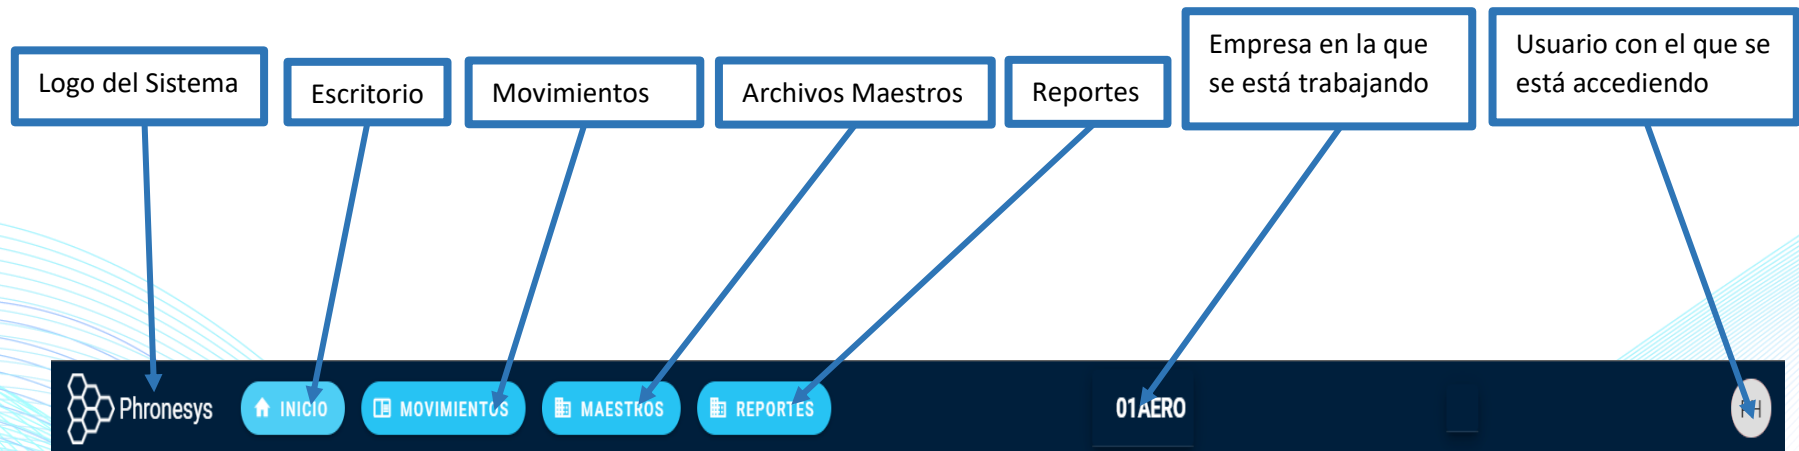 Logo del Sistema
Escritorio
Movimientos
Archivos Maestros
Reportes
Empresa en la que
se está trabajando
Usuario con el que se
está accediendo
Phronesys
INICIO
MOVIMIENTOS
MAESTROS
REPORTES
01AERO